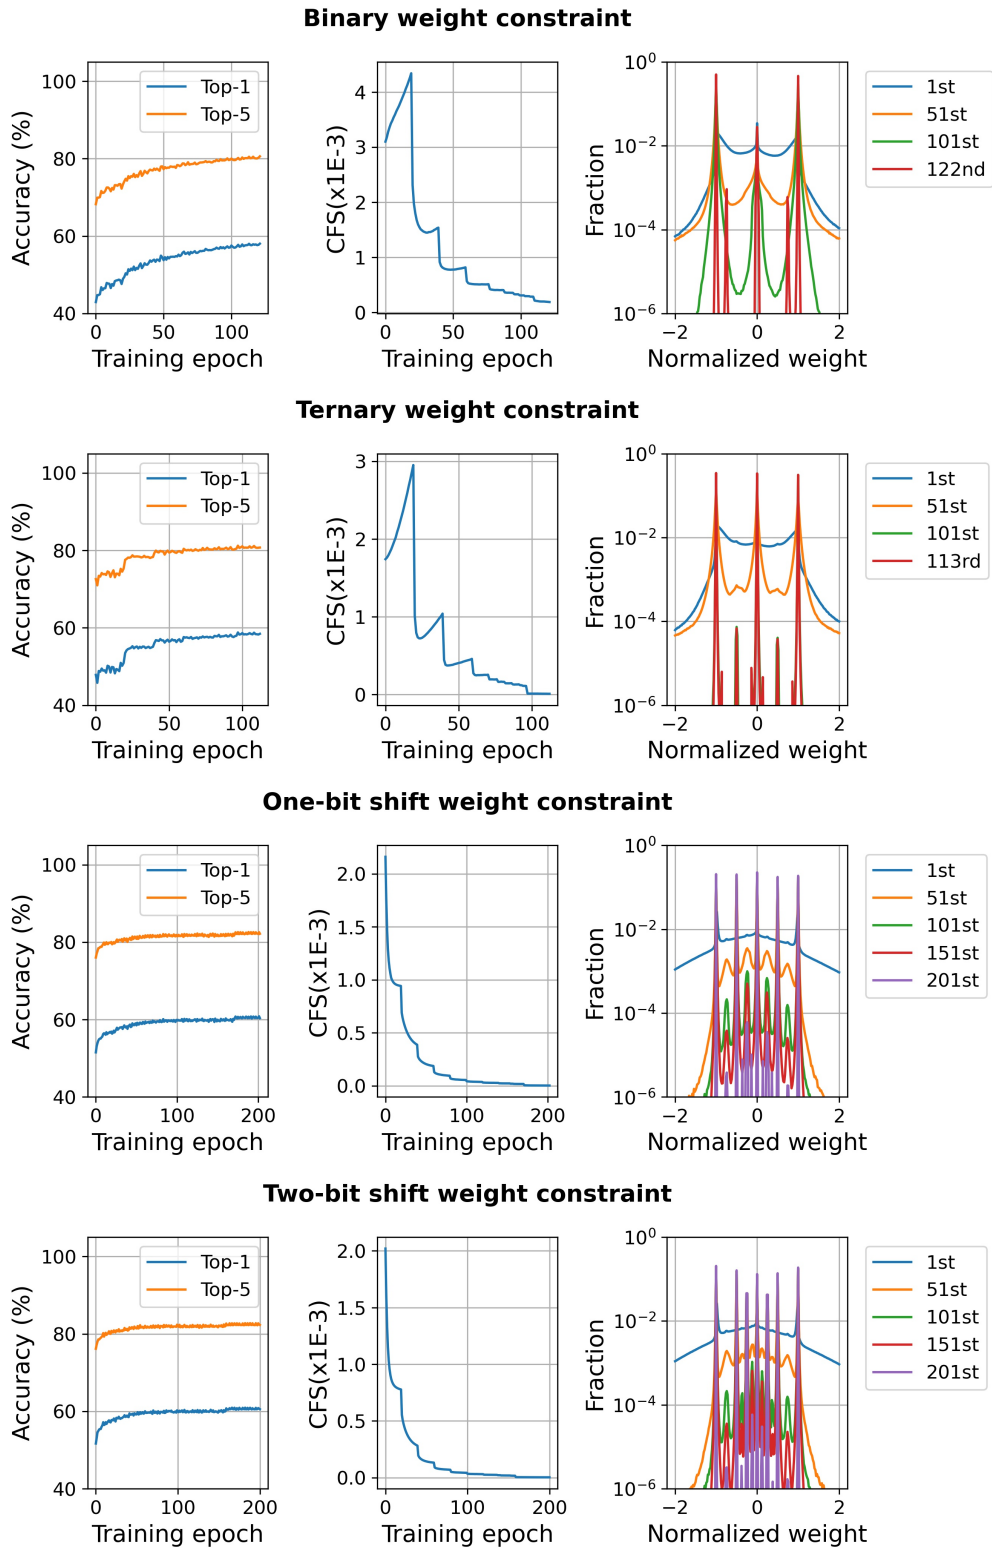 Binary weight constraint
Accuracy (%)
100
80
60
40
0
50
100
Training epoch
Top-1
Top-5
CFS(x1E-3)
4
3
2
1
0
0
50
100
Training epoch
Fraction
10^0
10^−2
10^−4
10^−6
−2
0
2
Normalized weight
1st
51st
101st
122nd
Ternary weight constraint
Accuracy (%)
100
80
60
40
0
50
100
Training epoch
Top-1
Top-5
CFS(x1E-3)
3
2
1
0
0
50
100
Training epoch
Fraction
10^0
10^−2
10^−4
10^−6
−2
0
2
Normalized weight
1st
51st
101st
113rd
One-bit shift weight constraint
Accuracy (%)
100
80
60
40
0
100
200
Training epoch
Top-1
Top-5
CFS(x1E-3)
2.0
1.5
1.0
0.5
0.0
0
100
200
Training epoch
Fraction
10^0
10^−2
10^−4
10^−6
−2
0
2
Normalized weight
1st
51st
101st
151st
201st
Two-bit shift weight constraint
Accuracy (%)
100
80
60
40
0
100
200
Training epoch
Top-1
Top-5
CFS(x1E-3)
2.0
1.5
1.0
0.5
0.0
0
100
200
Training epoch
Fraction
10^0
10^−2
10^−4
10^−6
−2
0
2
Normalized weight
1st
51st
101st
151st
201st